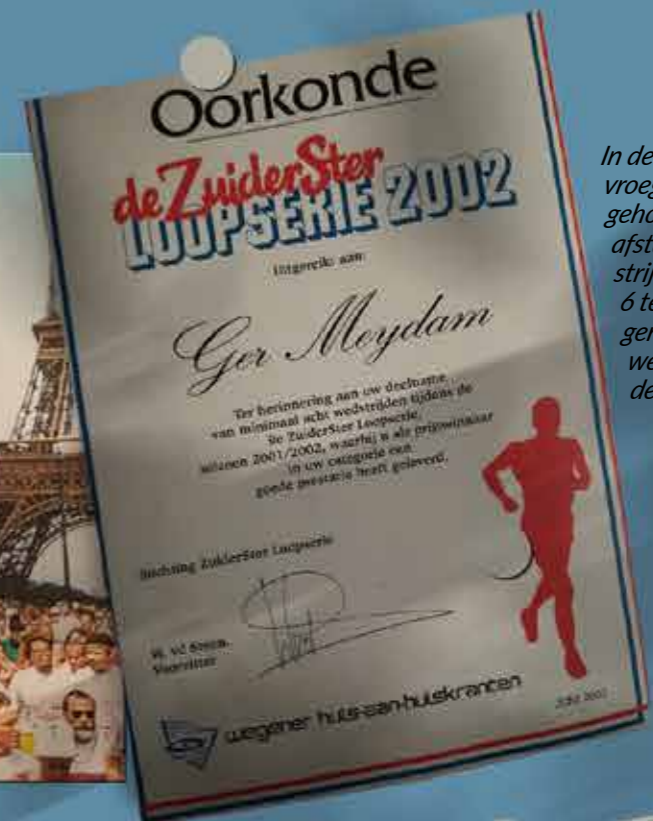 Oorkonde
de ZuiderSter
LOOPSERIE 2002
Uitgereikt aan:
Ger Meydam
Ter herinnering aan uw deelname
van minimaal acht wedstrijden tijdens de
9e ZuiderSter Loopserie,
seizoen 2001/2002, waarbij u als prijswinnaar
in uw categorie een
goede prestatie heeft geleverd.
Stichting ZuiderSter Loopserie
Voorzitter
wegener huis-aan-huiskranten
2002
In de
vroeg
geho
afst
strij
6 te
ger
we
de